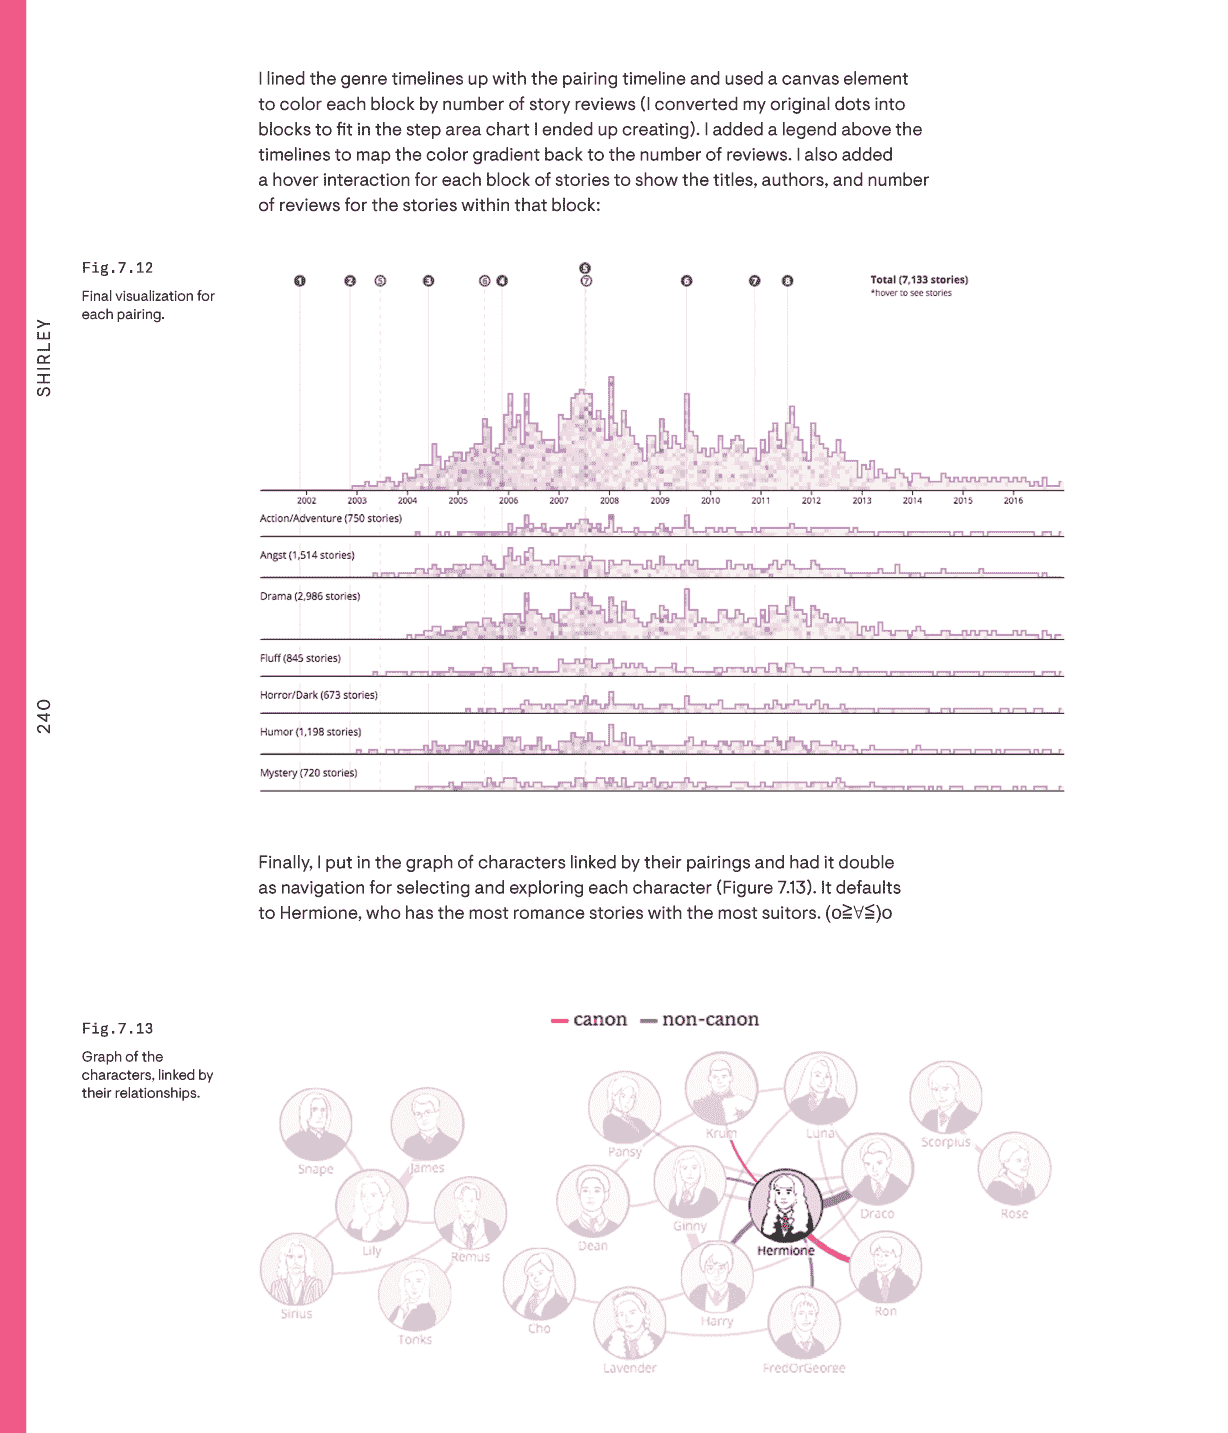 I lined the genre timelines up with the pairing timeline and used a canvas element
to color each block by number of story reviews (I converted my original dots into
blocks to fit in the step area chart I ended up creating). I added a legend above the
timelines to map the color gradient back to the number of reviews. I also added
a hover interaction for each block of stories to show the titles, authors, and number
of reviews for the stories within that block:
SHIRLEY
240
Fig.7.12
Final visualization for
each pairing.
5
1 2 5 3 6 4 7 6 7 8
Total (7,133 stories)
*hover to see stories
2002 2003 2004 2005 2006 2007 2008 2009 2010 2011 2012 2013 2014 2015 2016
Action/Adventure (750 stories)
Angst (1,514 stories)
Drama (2,986 stories)
Fluff (845 stories)
Horror/Dark (673 stories)
Humor (1,198 stories)
Mystery (720 stories)
Finally, I put in the graph of characters linked by their pairings and had it double
as navigation for selecting and exploring each character (Figure 7.13). It defaults
to Hermione, who has the most romance stories with the most suitors. (o≧∀≦)o
Fig.7.13
Graph of the
characters, linked by
their relationships.
canon non-canon
Krum
Luna
Scorpius
Pansy
Snape
James
Draco
Rose
Ginny
Dean
Lily
Remus
Hermione
Sirius
Ron
Harry
Cho
Tonks
Lavender
FredOrGeorge